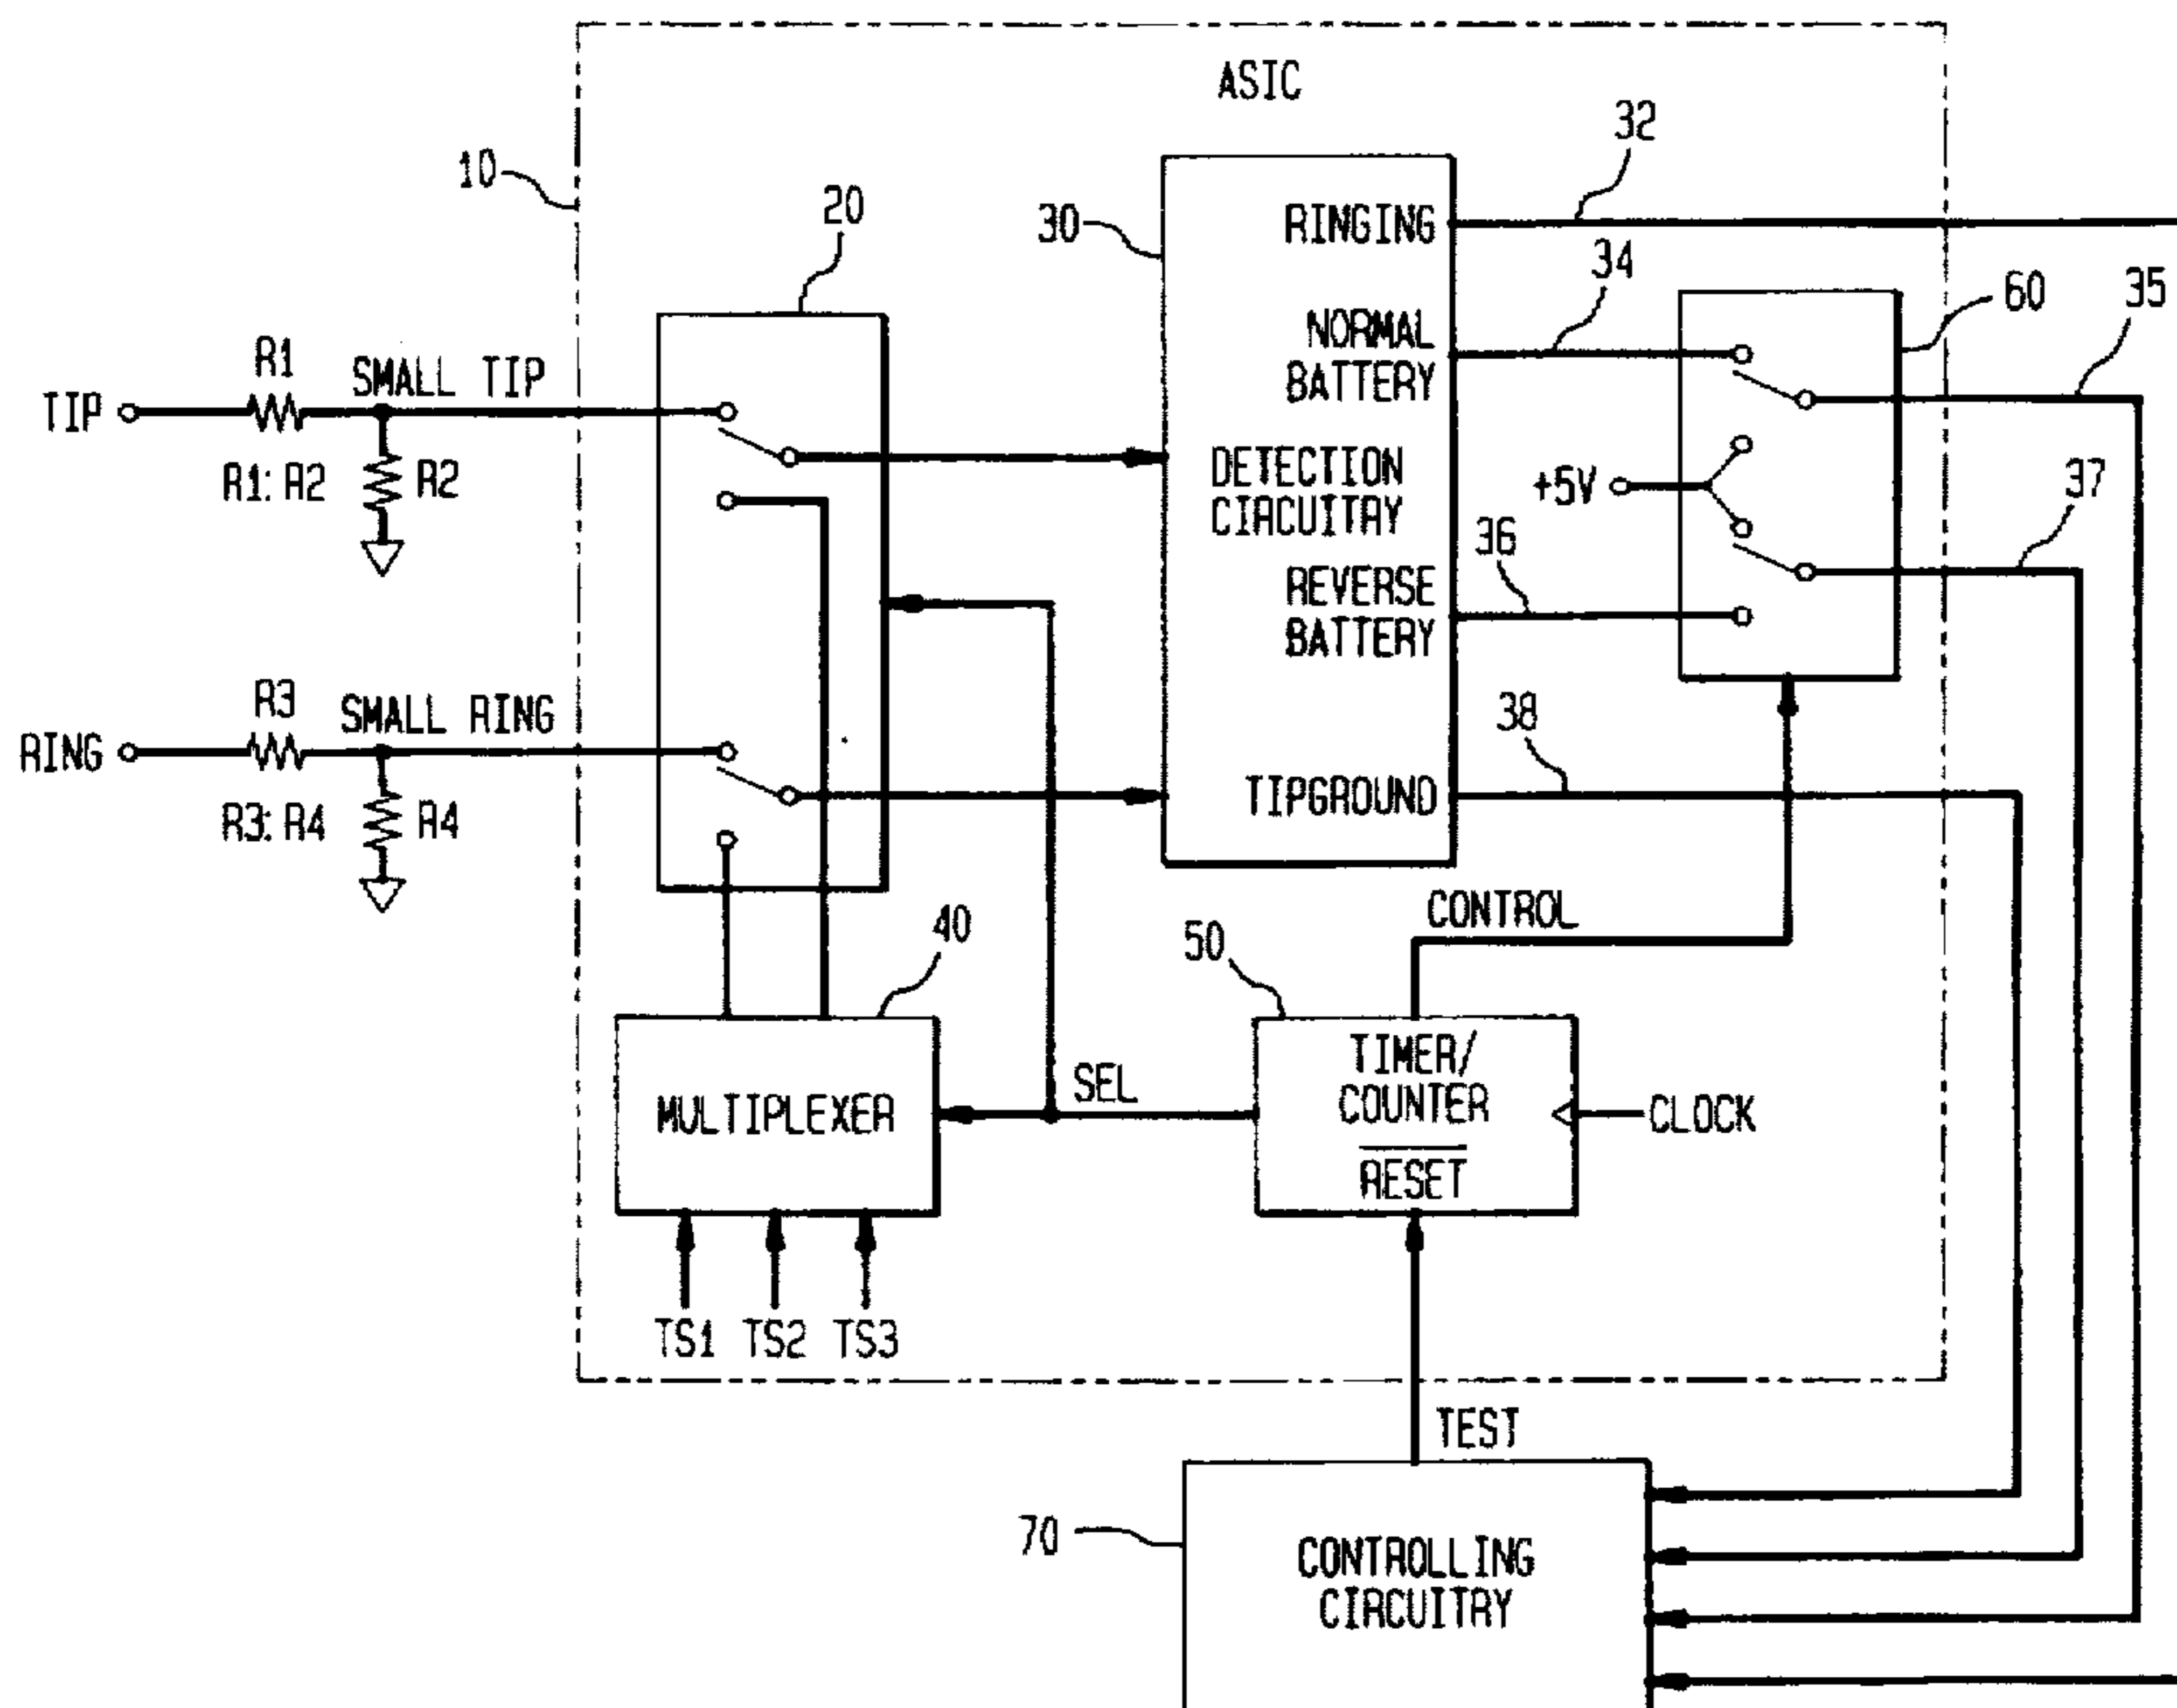 ASIC
10
20
30
32
RINGING
34
NORMAL
BATTERY
60
35
R1
SMALL TIP
TIP
R1: R2
R2
DETECTION
CIRCUITRY
+5V
37
36
REVERSE
BATTERY
R3
SMALL RING
RING
R3: R4
R4
38
TIPGROUND
CONTROL
40
50
TIMER/
COUNTER
RESET
SEL
CLOCK
MULTIPLEXER
TS1 TS2 TS3
TEST
70
CONTROLLING
CIRCUITRY